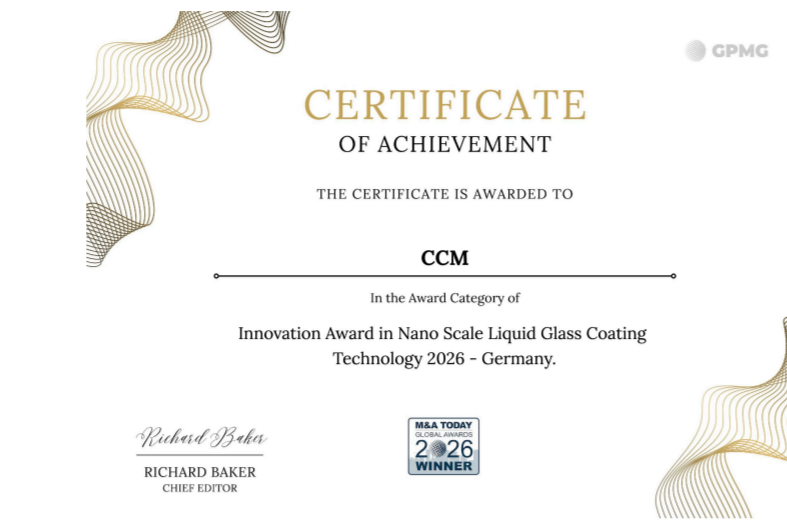 GPMG
CERTIFICATE
OF ACHIEVEMENT
THE CERTIFICATE IS AWARDED TO
CCM
In the Award Category of
Innovation Award in Nano Scale Liquid Glass Coating
Technology 2026 - Germany.
Richard Baker
RICHARD BAKER
CHIEF EDITOR
M&A TODAY
GLOBAL AWARDS
2026
WINNER